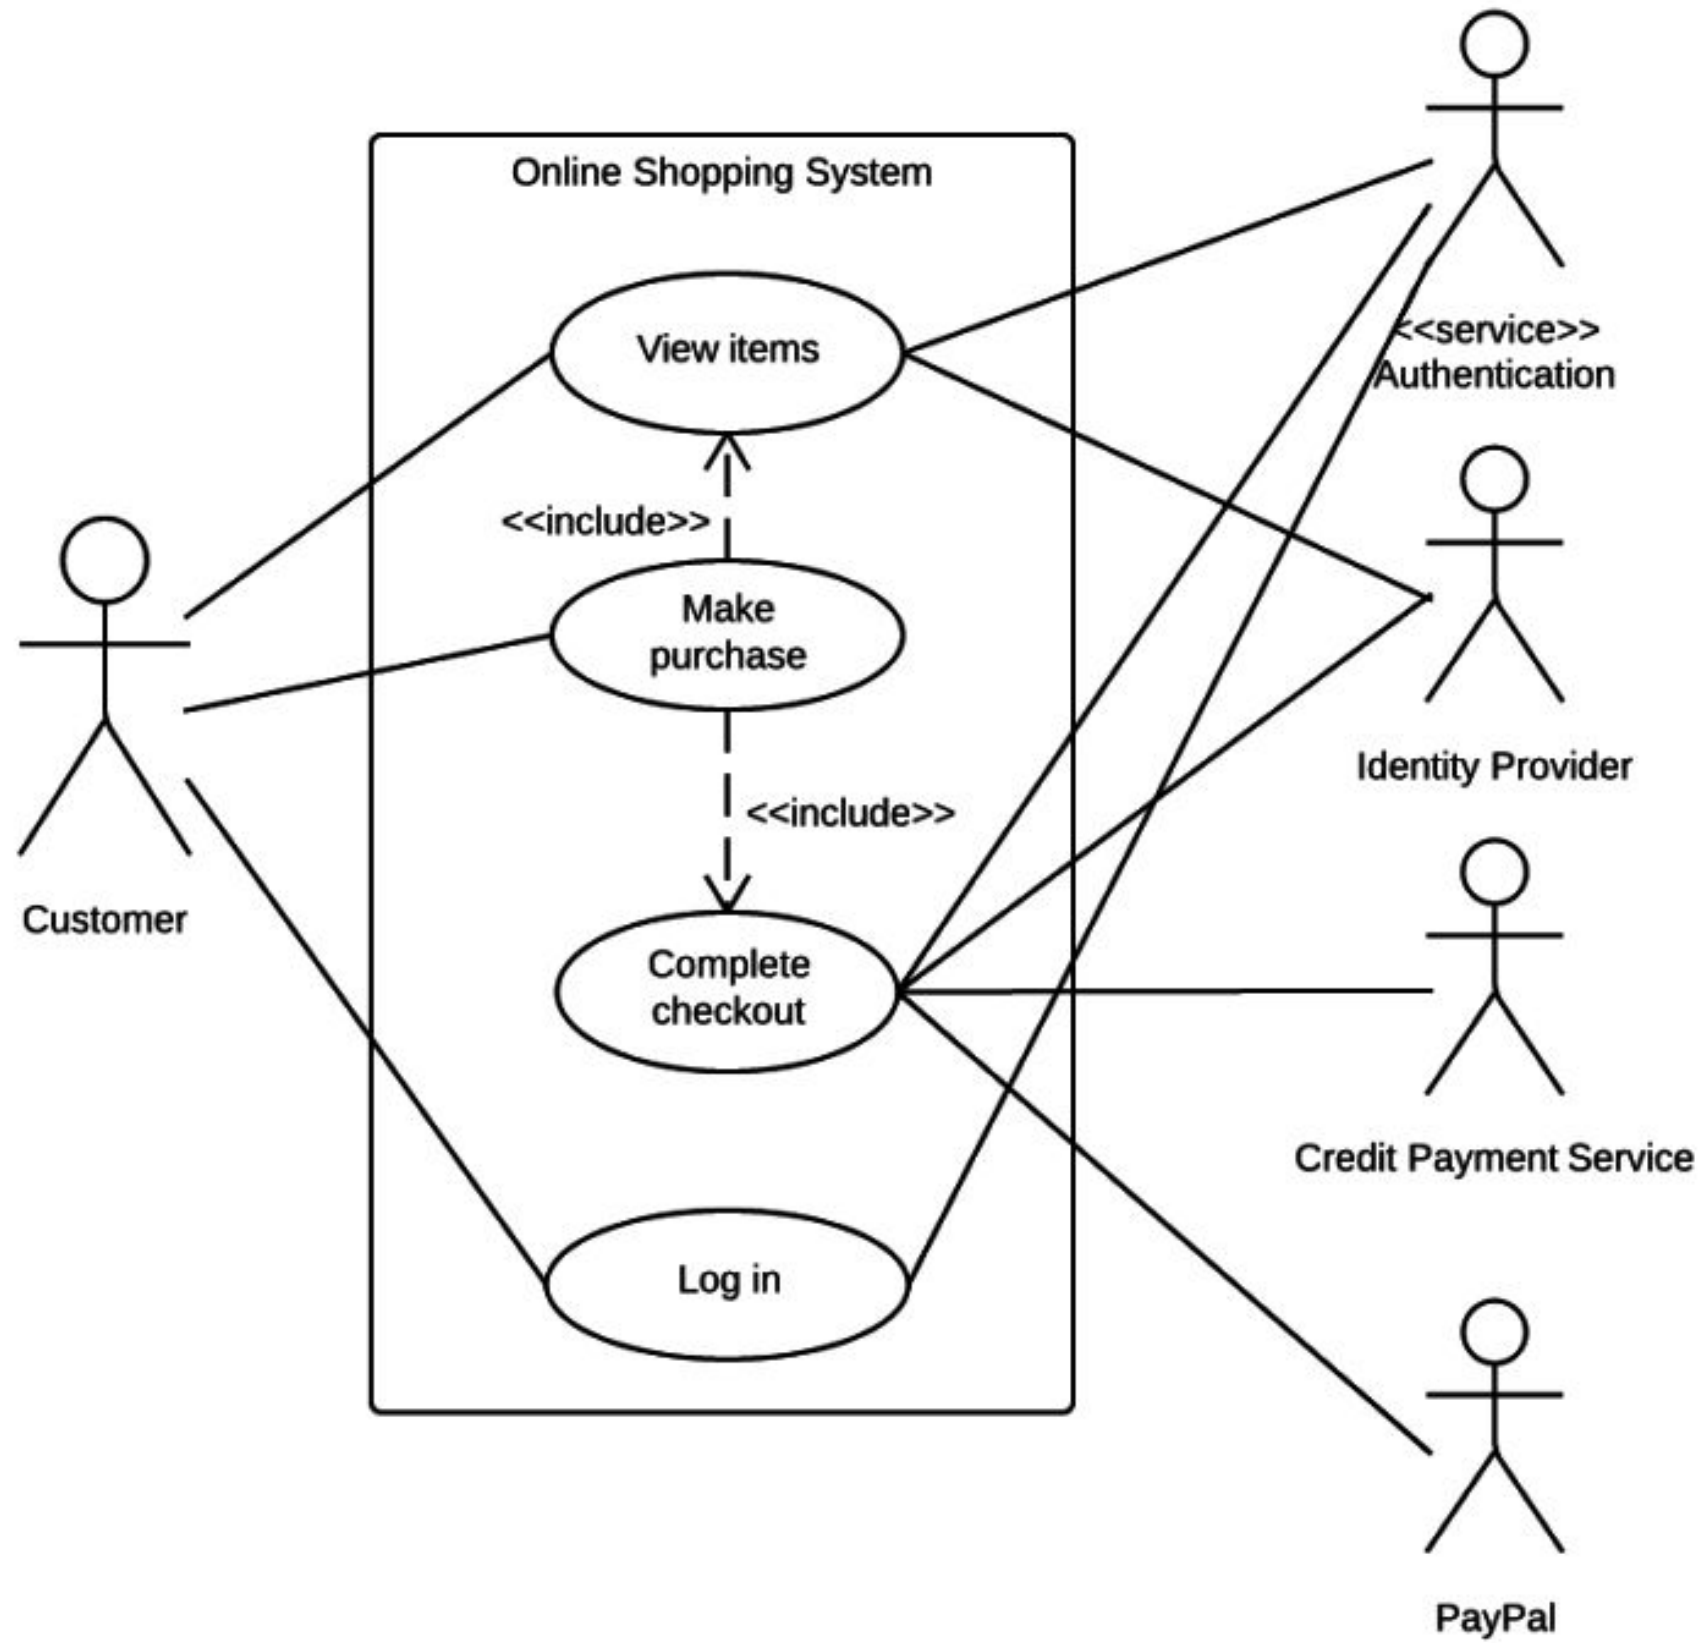 Online Shopping System
View items
<<service>>
Authentication
<<include>>
Make
purchase
Identity Provider
<<include>>
Customer
Complete
checkout
Credit Payment Service
Log in
PayPal